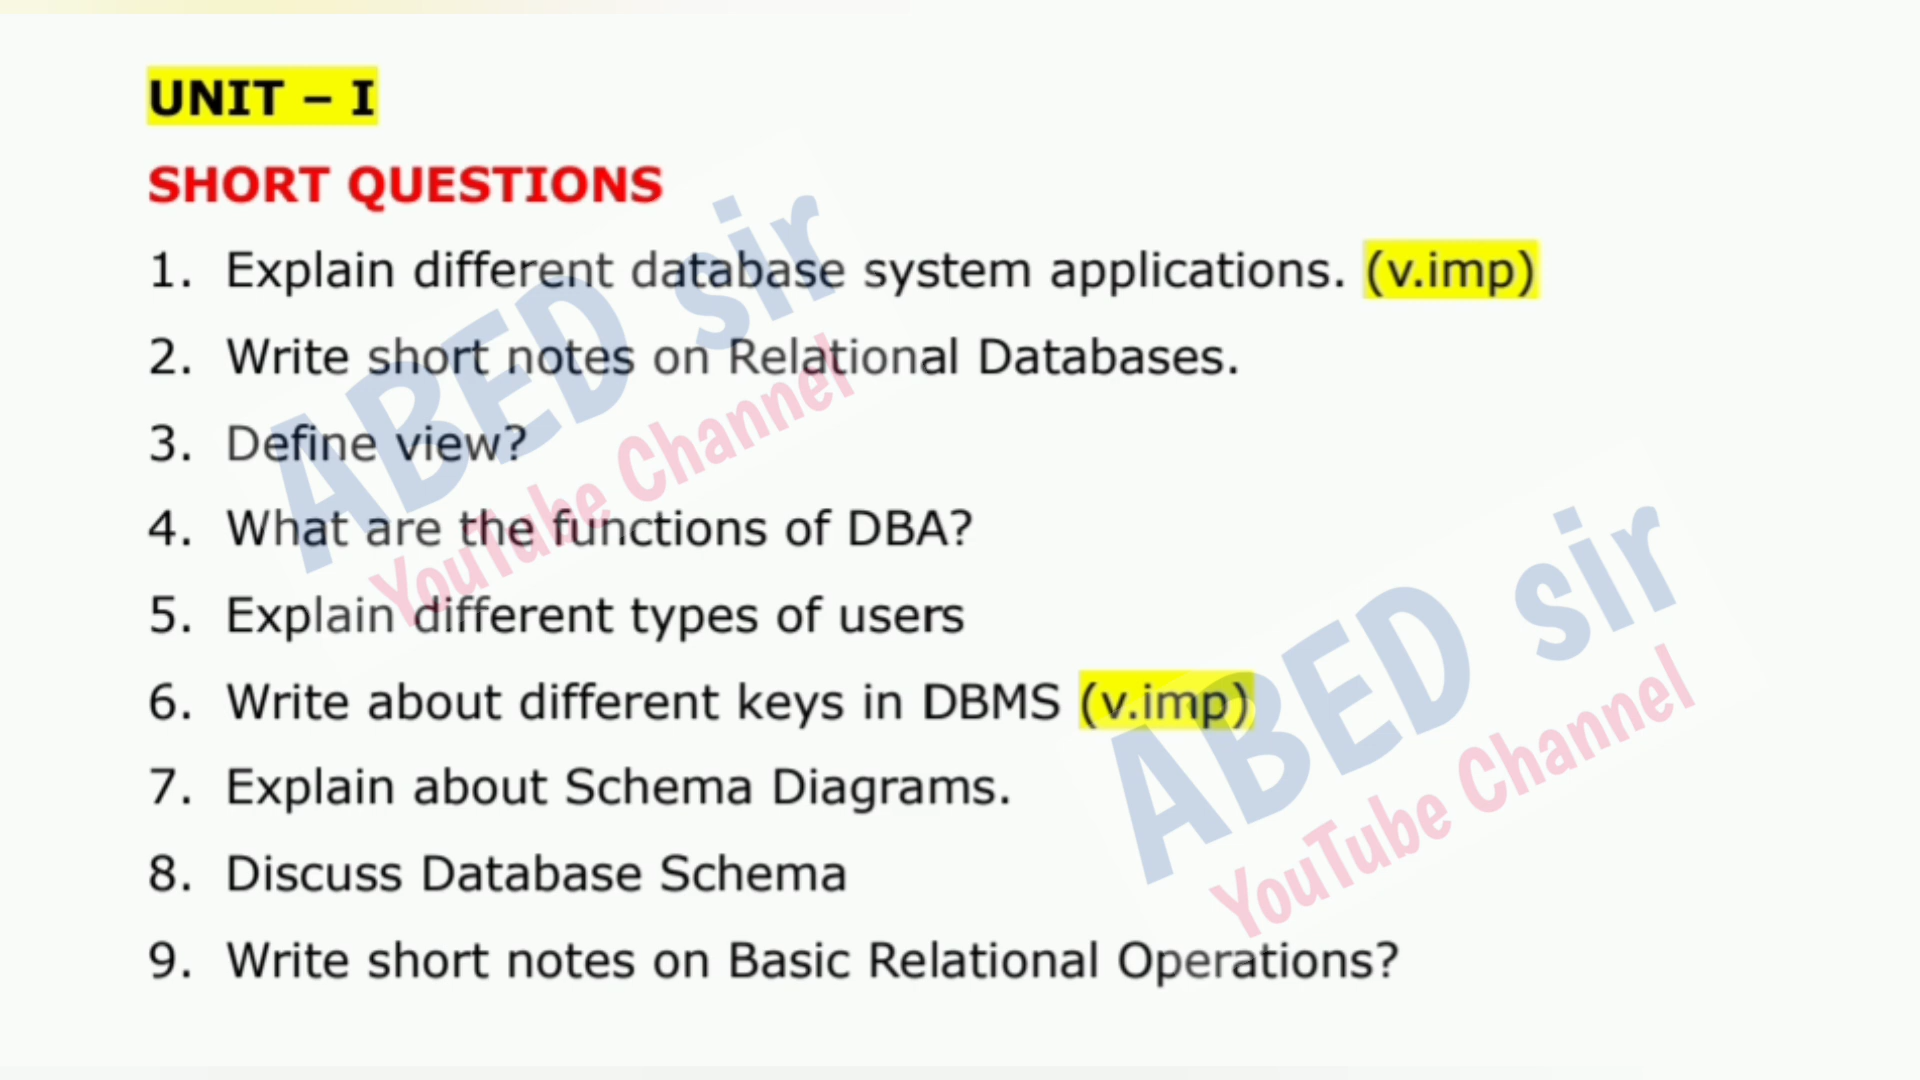 UNIT – I
SHORT QUESTIONS
1. Explain different database system applications. (v.imp)
2. Write short notes on Relational Databases.
3. Define view?
4. What are the functions of DBA?
5. Explain different types of users
6. Write about different keys in DBMS (v.imp)
7. Explain about Schema Diagrams.
8. Discuss Database Schema
9. Write short notes on Basic Relational Operations?
ABED sir
YouTube Channel
ABED sir
YouTube Channel